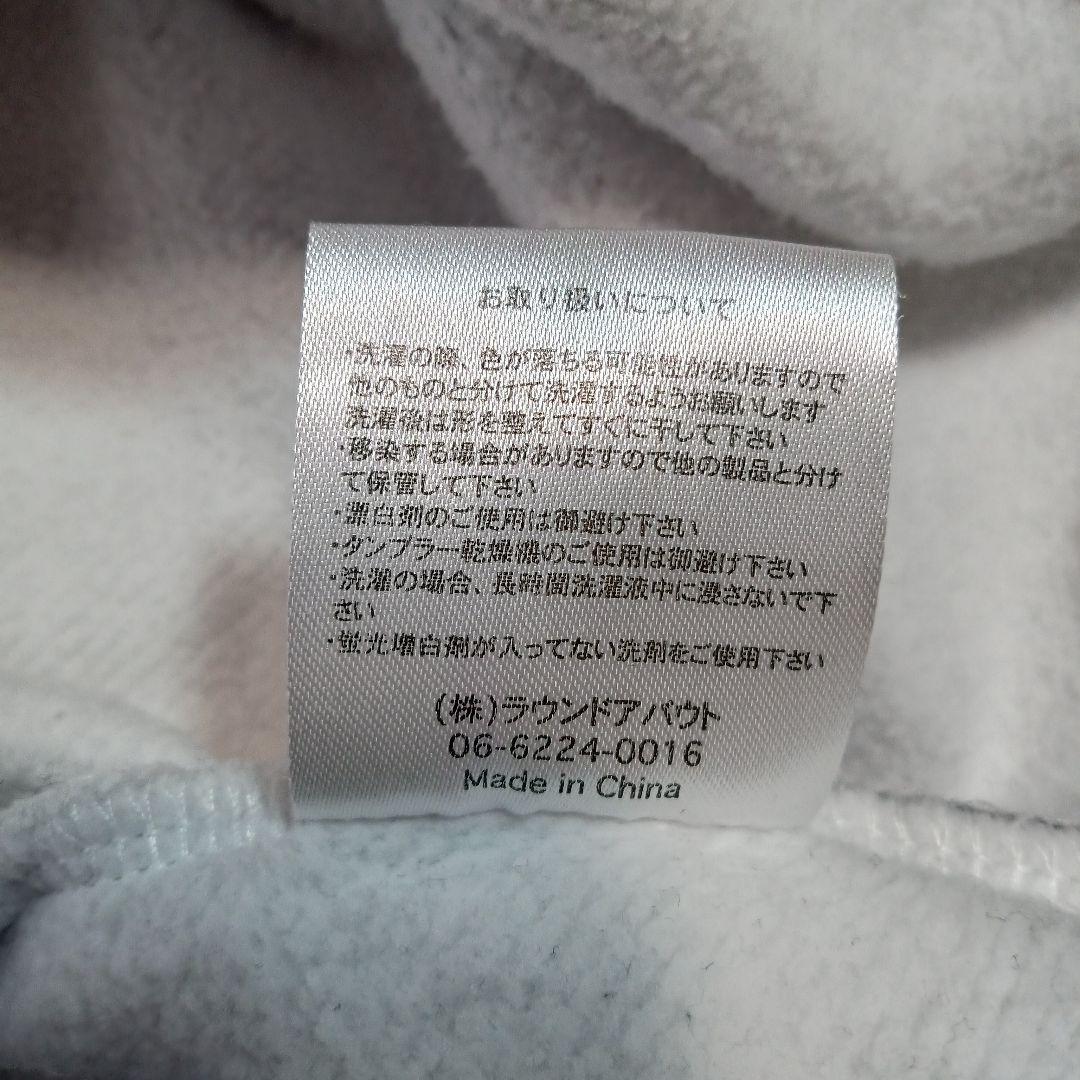 お取り扱いについて
・洗濯の際、色が落ちる可能性がありますので
他のものと分けて洗濯するようお願いします
洗濯後は形を整えてすぐに干して下さい
・移染する場合がありますので他の製品と分け
て保管して下さい
・漂白剤のご使用は御避け下さい
・タンブラー乾燥機のご使用は御避け下さい
・洗濯の場合、長時間洗濯液中に浸さないで下
さい
・蛍光増白剤が入ってない洗剤をご使用下さい
(株)ラウンドアバウト
06-6224-0016
Made in China